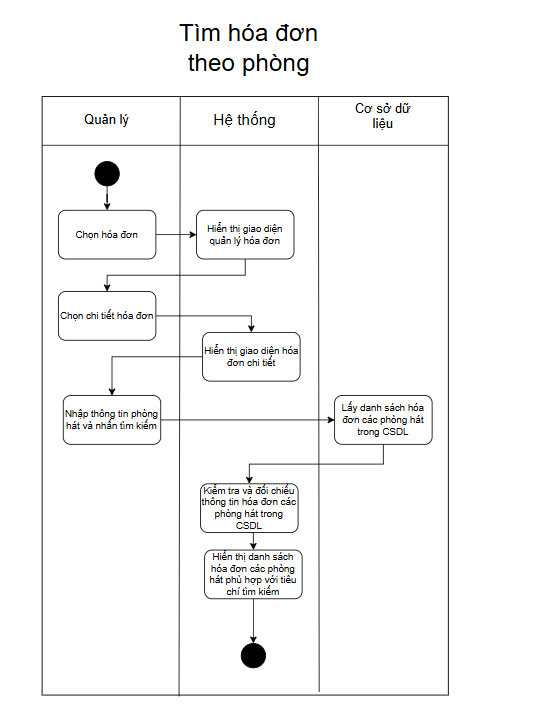 Tìm hóa đơn
theo phòng
Quản lý
Hệ thống
Cơ sở dữ
liệu
Chọn hóa đơn
Hiển thị giao diện
quản lý hóa đơn
Chọn chi tiết hóa đơn
Hiển thị giao diện hóa
đơn chi tiết
Nhập thông tin phòng
hát và nhấn tìm kiếm
Lấy danh sách hóa
đơn các phòng hát
trong CSDL
Kiểm tra và đối chiếu
thông tin hóa đơn các
phòng hát trong
CSDL
Hiển thị danh sách
hóa đơn các phòng
hát phù hợp với tiêu
chí tìm kiếm